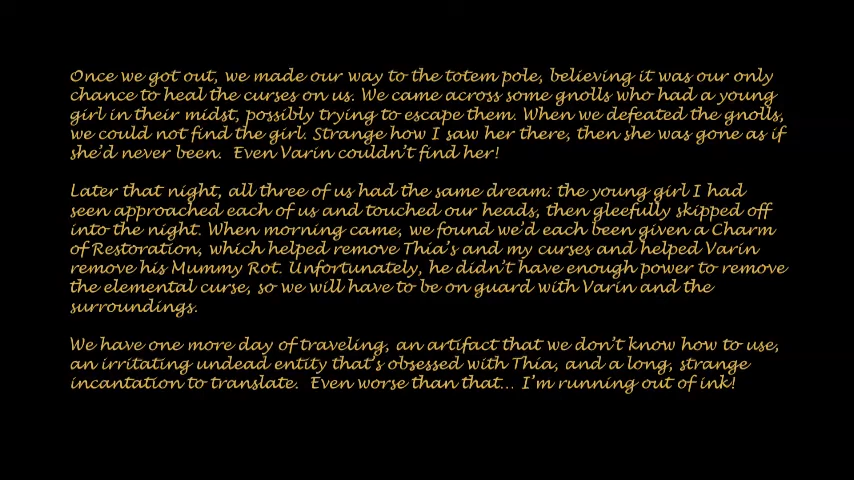 Once we got out, we made our way to the totem pole, believing it was our only
chance to heal the curses on us. We came across some gnolls who had a young
girl in their midst, possibly trying to escape them. When we defeated the gnolls,
we could not find the girl. Strange how I saw her there, then she was gone as if
she'd never been.  Even Varin couldn't find her!
Later that night, all three of us had the same dream: the young girl I had
seen approached each of us and touched our heads, then gleefully skipped off
into the night. When morning came, we found we'd each been given a Charm
of Restoration, which helped remove Thia's and my curses and helped Varin
remove his Mummy Rot. Unfortunately, he didn't have enough power to remove
the elemental curse, so we will have to be on guard with Varin and the
surroundings.
We have one more day of traveling, an artifact that we don't know how to use,
an irritating undead entity that's obsessed with Thia, and a long, strange
incantation to translate.  Even worse than that... I'm running out of ink!